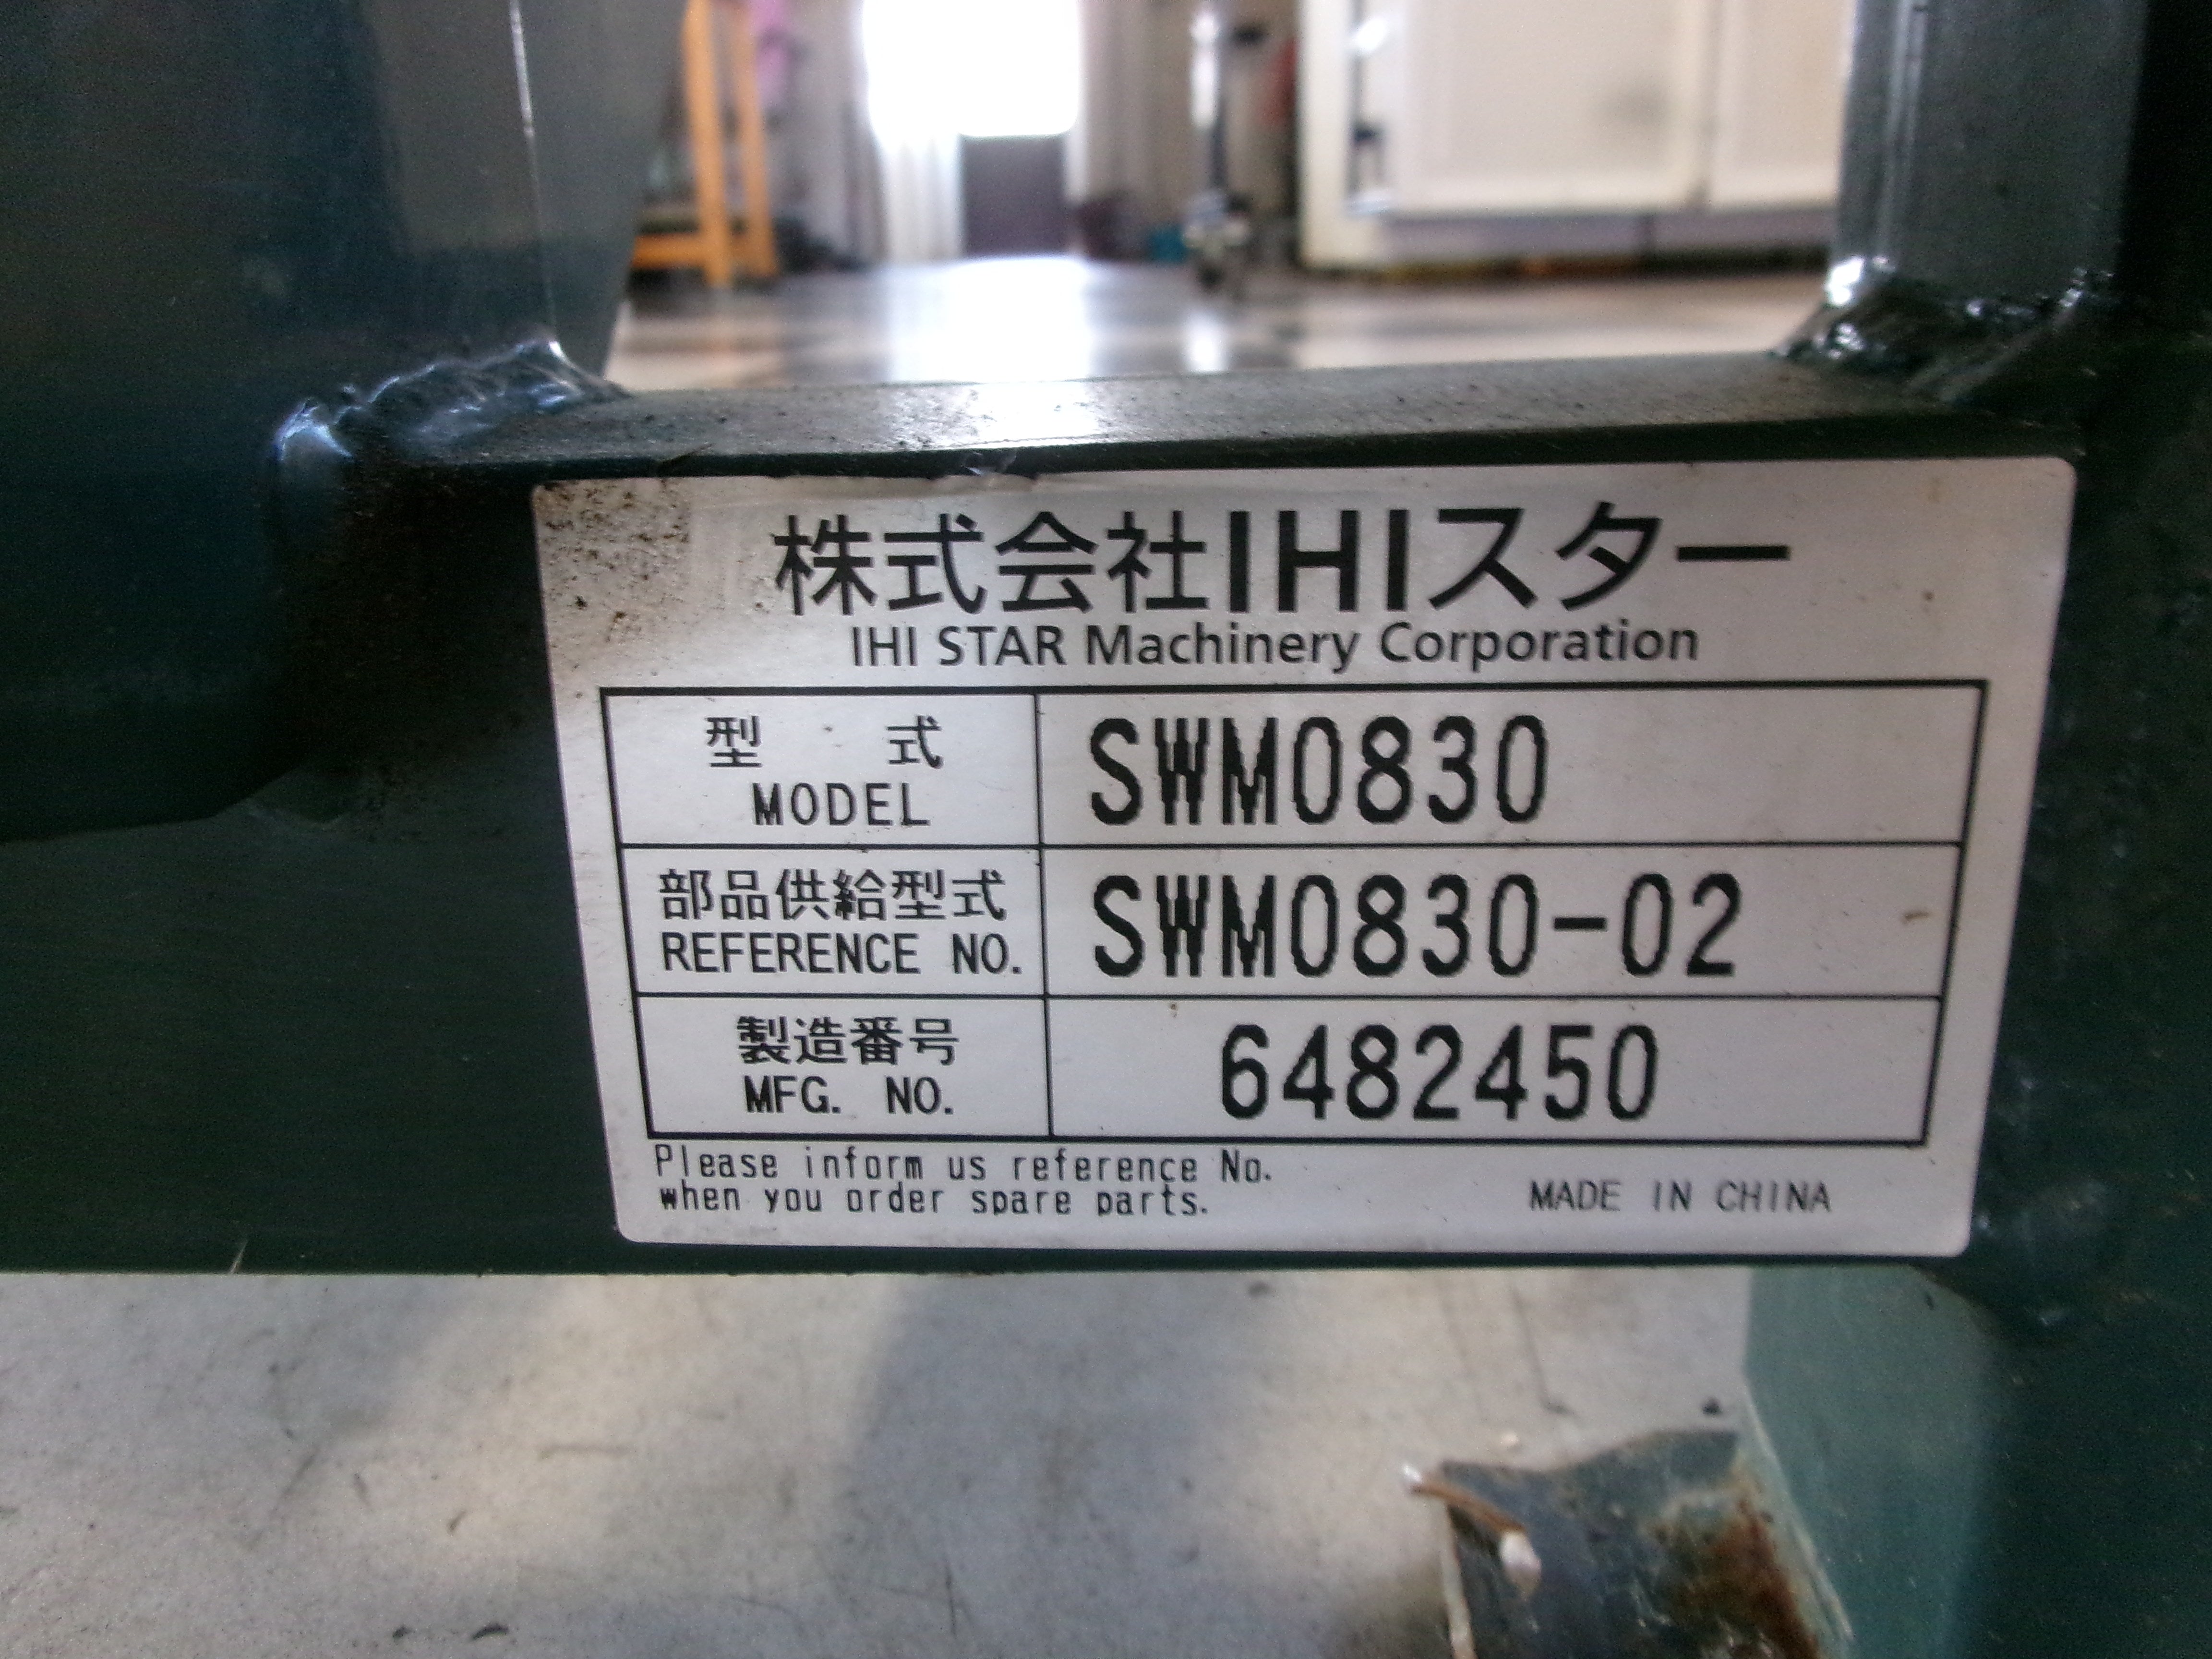 株式会社IHIスター
IHI STAR Machinery Corporation
型 式
MODEL
SWM0830
部品供給型式
REFERENCE NO.
SWM0830-02
製造番号
MFG. NO.
6482450
Please inform us reference No.
when you order spare parts.
MADE IN CHINA